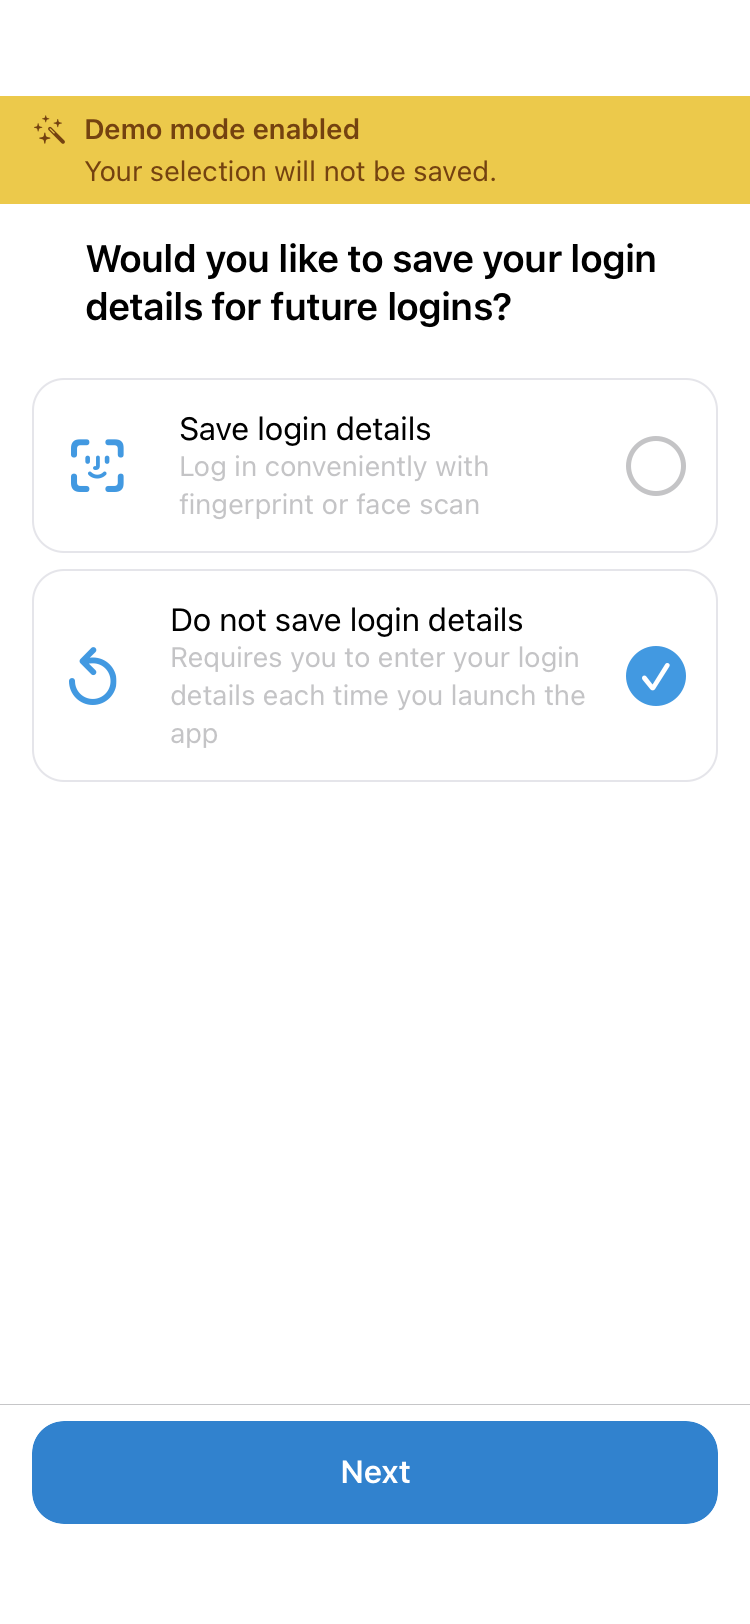 Demo mode enabled
Your selection will not be saved.
Would you like to save your login
details for future logins?
Save login details
Log in conveniently with
fingerprint or face scan
Do not save login details
Requires you to enter your login
details each time you launch the
app
Next